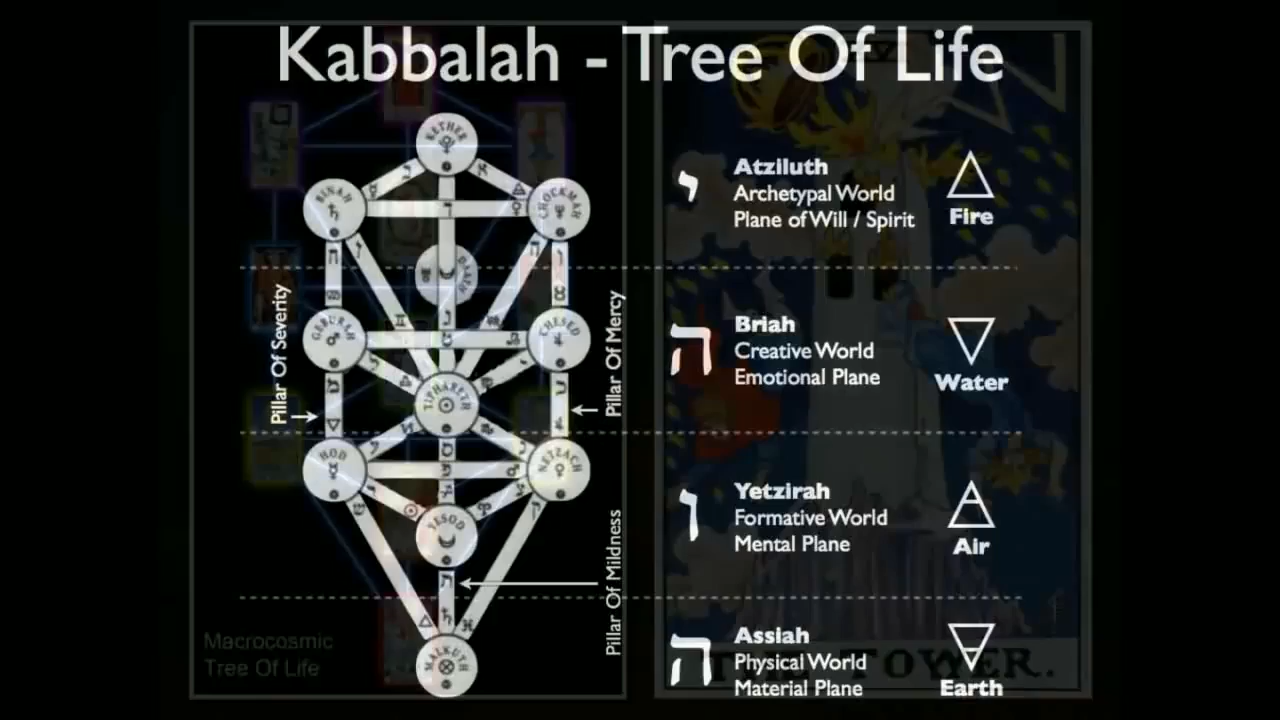 Kabbalah - Tree Of Life
KETHER
BINAH
CHOCKMAH
DAATH
GEBURAH
CHESED
TIPHARETH
HOD
NETZACH
YESOD
MALKUTH
Pillar Of Severity
Pillar Of Mercy
Pillar Of Mildness
Macrocosmic
Tree Of Life
י
Atziluth
Archetypal World
Plane of Will / Spirit
Fire
ה
Briah
Creative World
Emotional Plane
Water
ו
Yetzirah
Formative World
Mental Plane
Air
ה
Assiah
Physical World
Material Plane
Earth
THE TOWER.